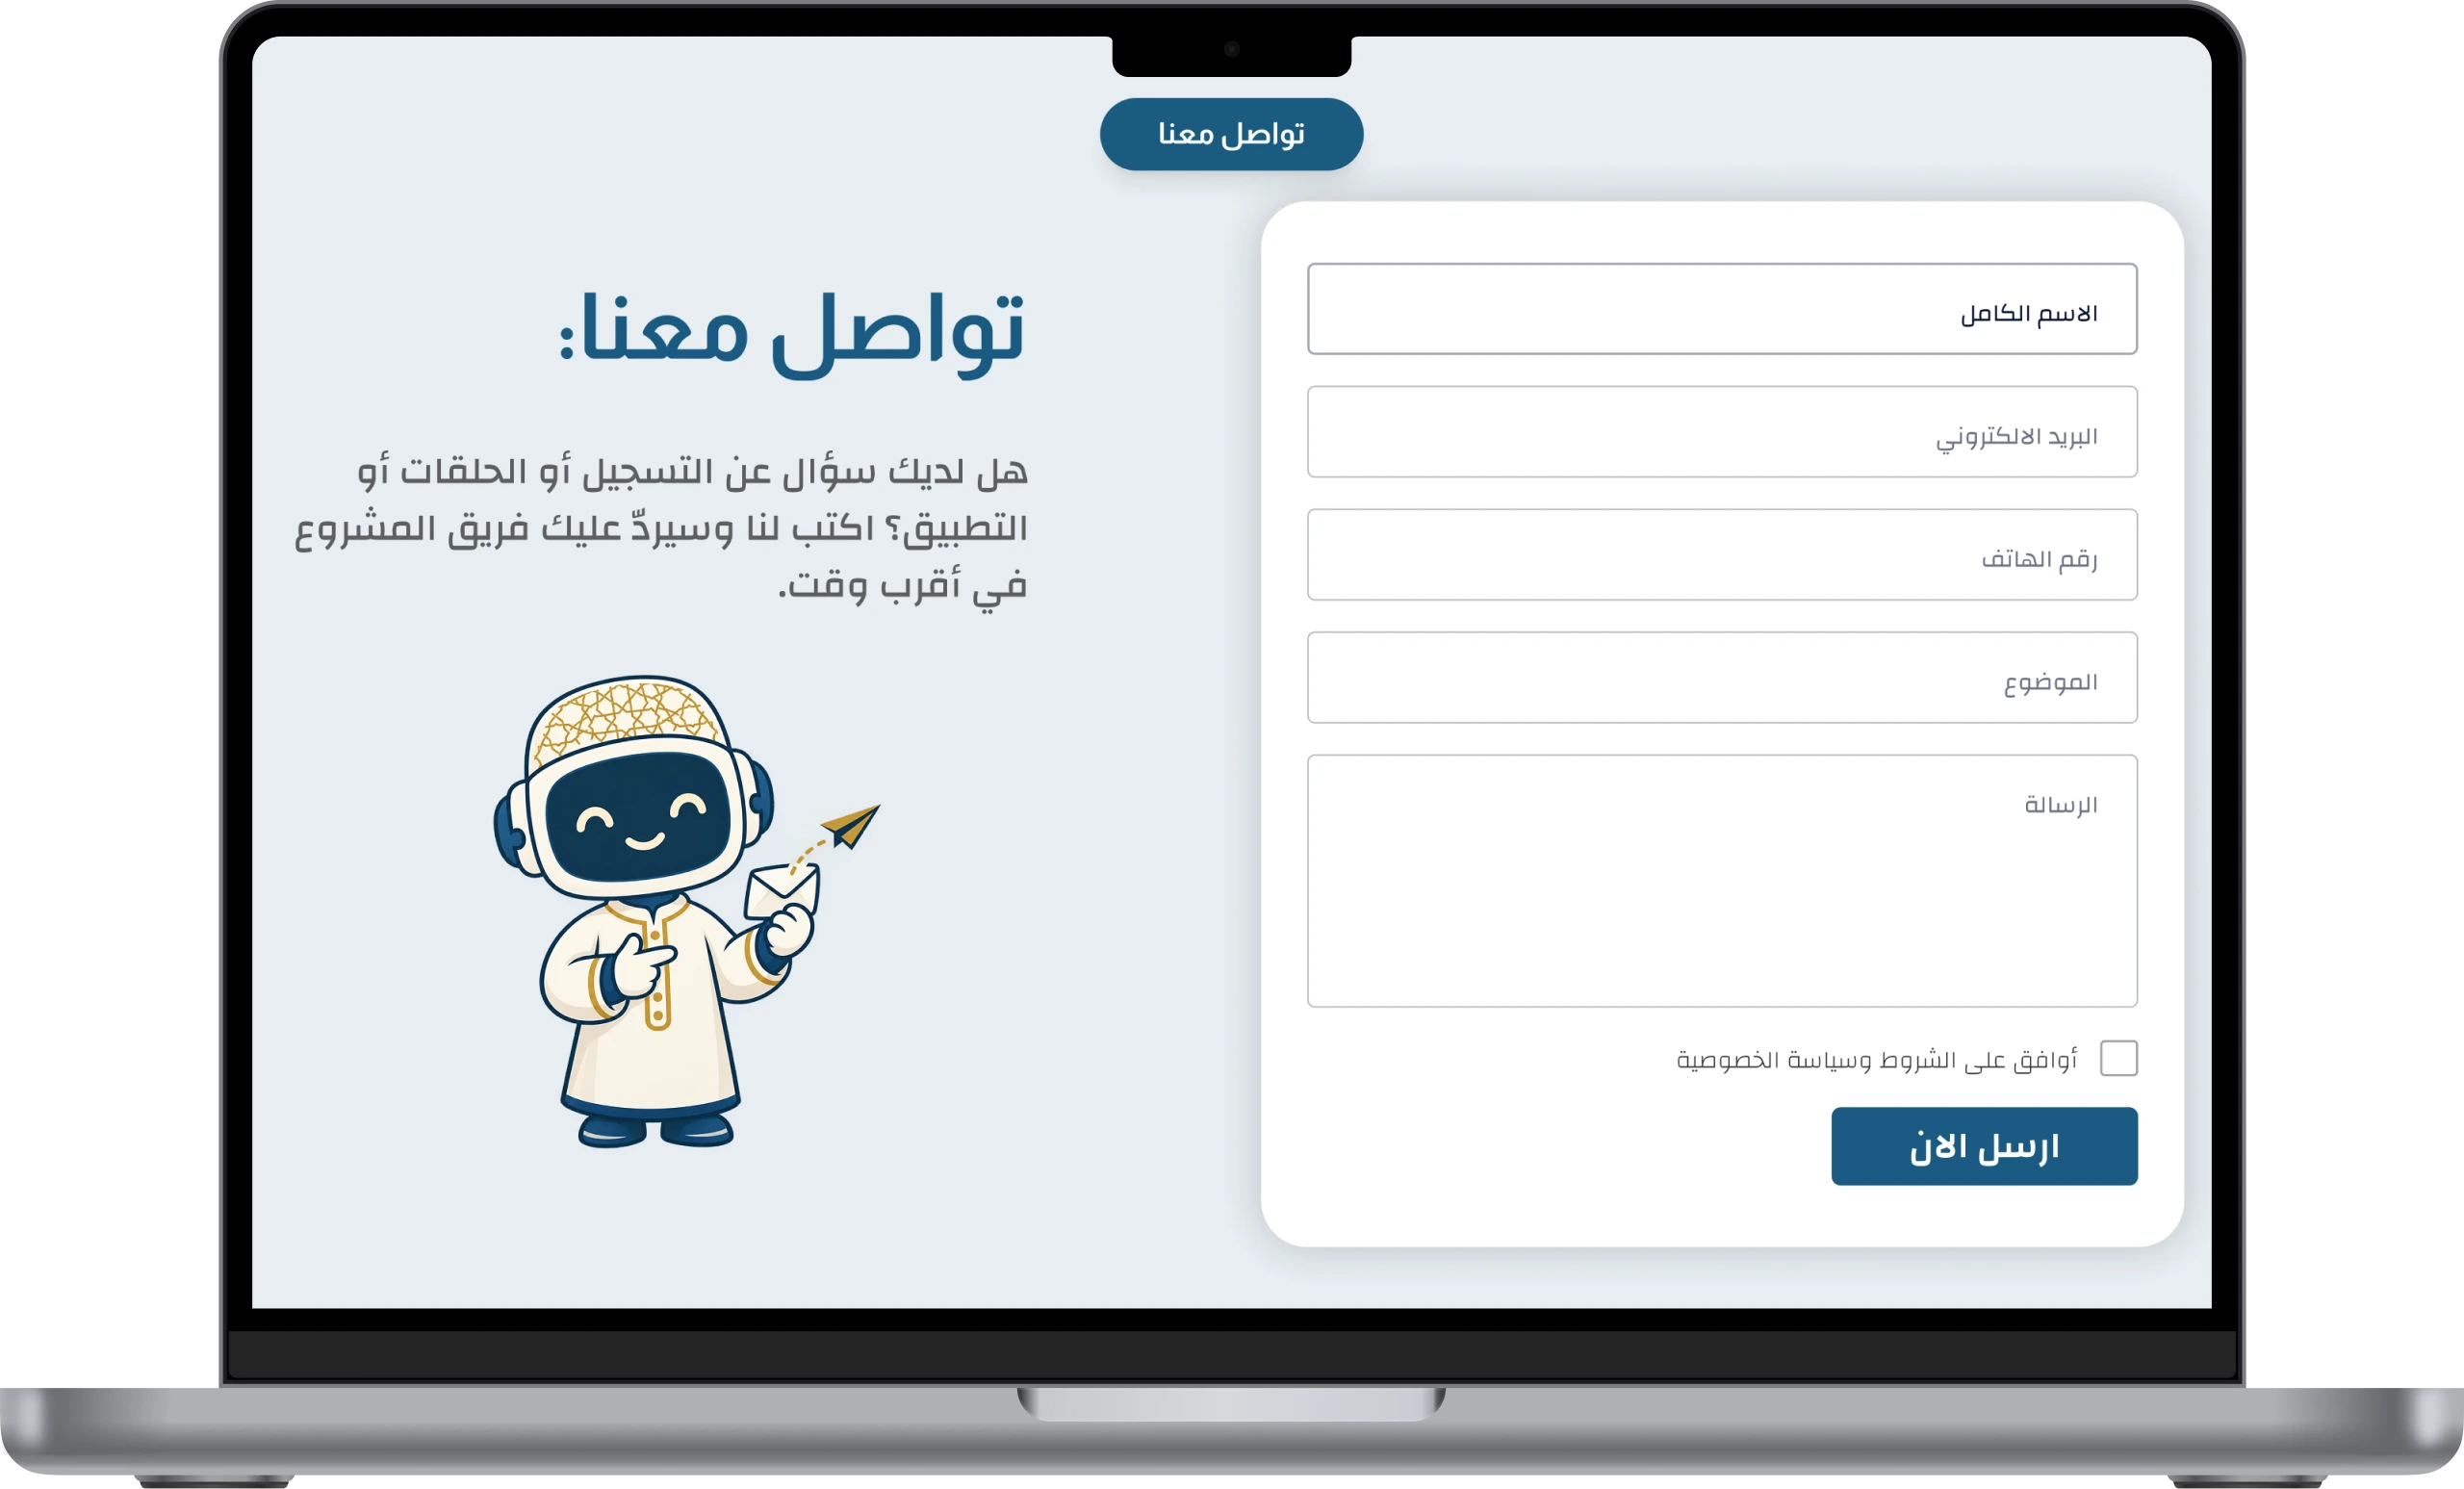 تواصل معنا
الاسم الكامل
البريد الالكتروني
رقم الهاتف
الموضوع
الرسالة
أوافق على الشروط وسياسة الخصوصية
ارسل الان
تواصل معنا:
هل لديك سؤال عن التسجيل أو الحلقات أو
التطبيق؟ اكتب لنا وسيردّ عليك فريق المشروع
في أقرب وقت.